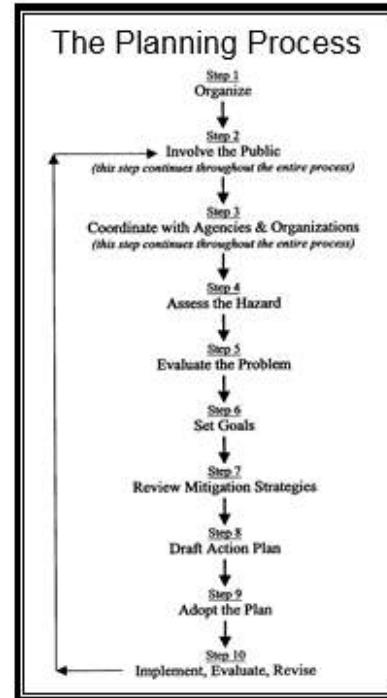 The Planning Process
Step 1
Organize
Step 2
Involve the Public
(this step continues throughout the entire process)
Step 3
Coordinate with Agencies & Organizations
(this step continues throughout the entire process)
Step 4
Assess the Hazard
Step 5
Evaluate the Problem
Step 6
Set Goals
Step 7
Review Mitigation Strategies
Step 8
Draft Action Plan
Step 9
Adopt the Plan
Step 10
Implement, Evaluate, Revise